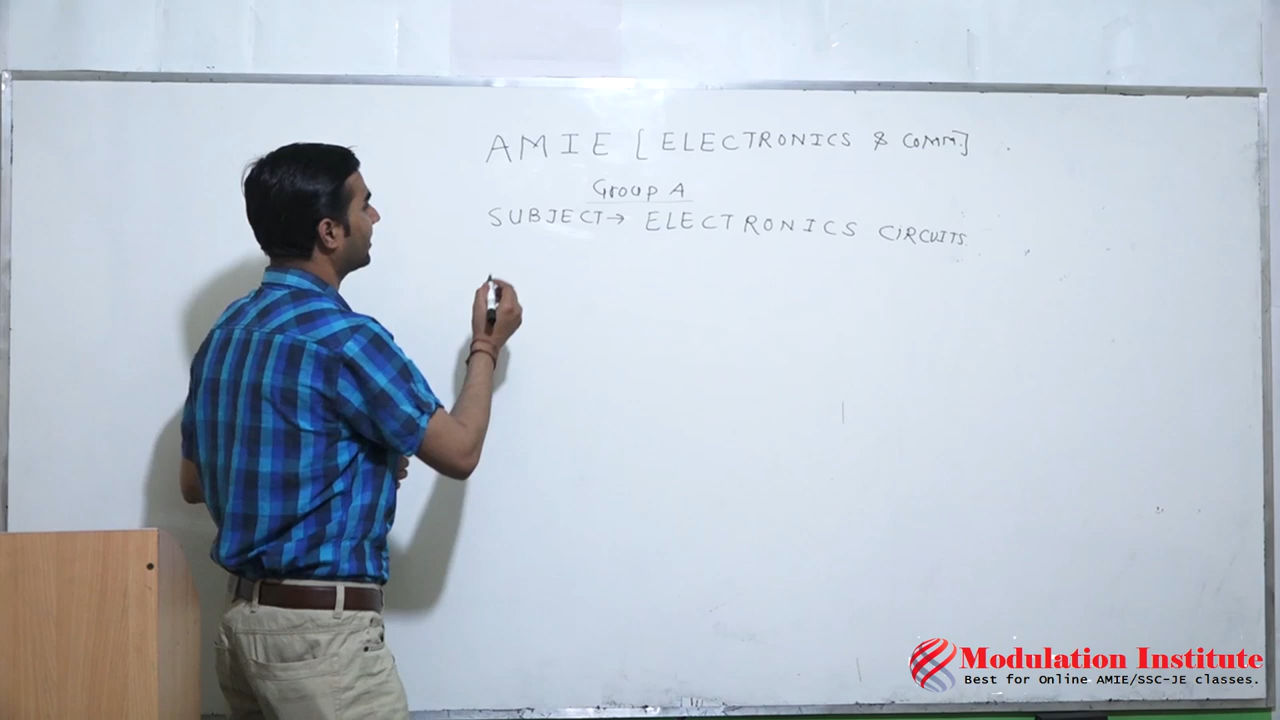 AMIE [ELECTRONICS & COMM.]
Group A
SUBJECT→ ELECTRONICS CIRCUITS.
Modulation Institute
Best for Online AMIE/SSC-JE classes.